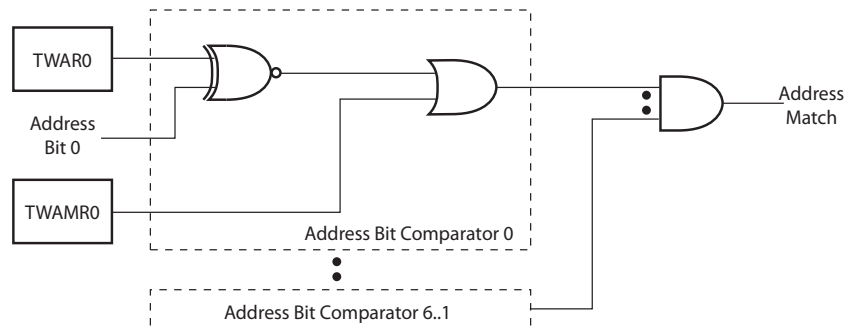 TWAR0
Address
Bit 0
TWAMR0
Address Bit Comparator 0
Address
Match
Address Bit Comparator 6..1